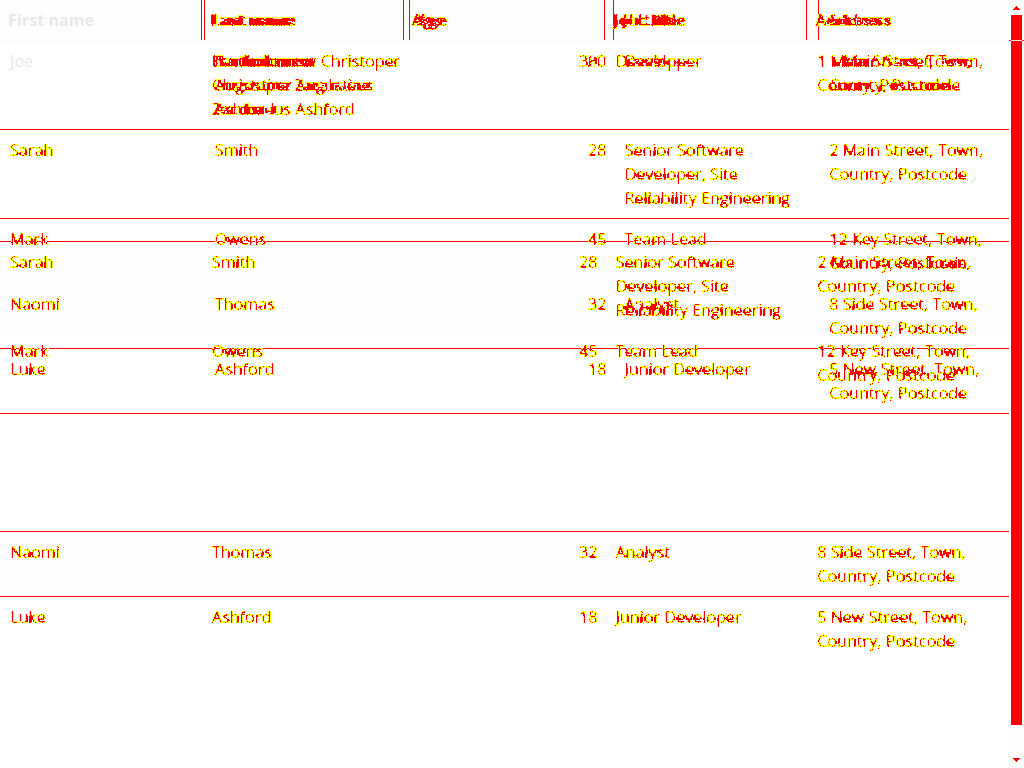 First name Last name Age Job title Address
Joe Christoper 30 Developer 1 Main Street, Town,
Country, Postcode
Ashford
Sarah Smith 28 Senior Software 2 Main Street, Town,
Developer, Site Country, Postcode
Reliability Engineering
Mark Owens 45 Team Lead 12 Key Street, Town,
Sarah Smith 28 Senior Software 2 Main Street, Town,
Developer, Site Country, Postcode
Naomi Thomas 32 Analyst 8 Side Street, Town,
Reliability Engineering
Country, Postcode
Mark Owens 45 Team Lead 12 Key Street, Town,
Luke Ashford 18 Junior Developer 5 New Street, Town,
Country, Postcode
Country, Postcode
Naomi Thomas 32 Analyst 8 Side Street, Town,
Country, Postcode
Luke Ashford 18 Junior Developer 5 New Street, Town,
Country, Postcode